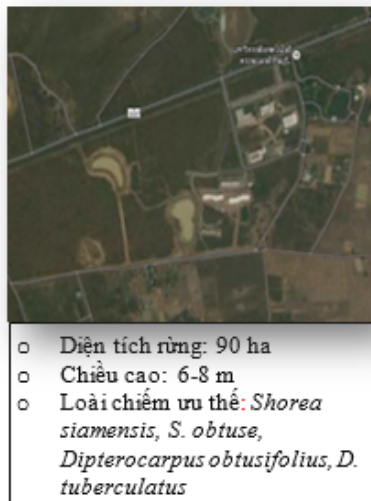 o Diện tích rừng: 90 ha
o Chiều cao: 6-8 m
o Loài chiếm ưu thế: Shorea
siamensis, S. obtuse,
Dipterocarpus obtusifolius, D.
tuberculatus